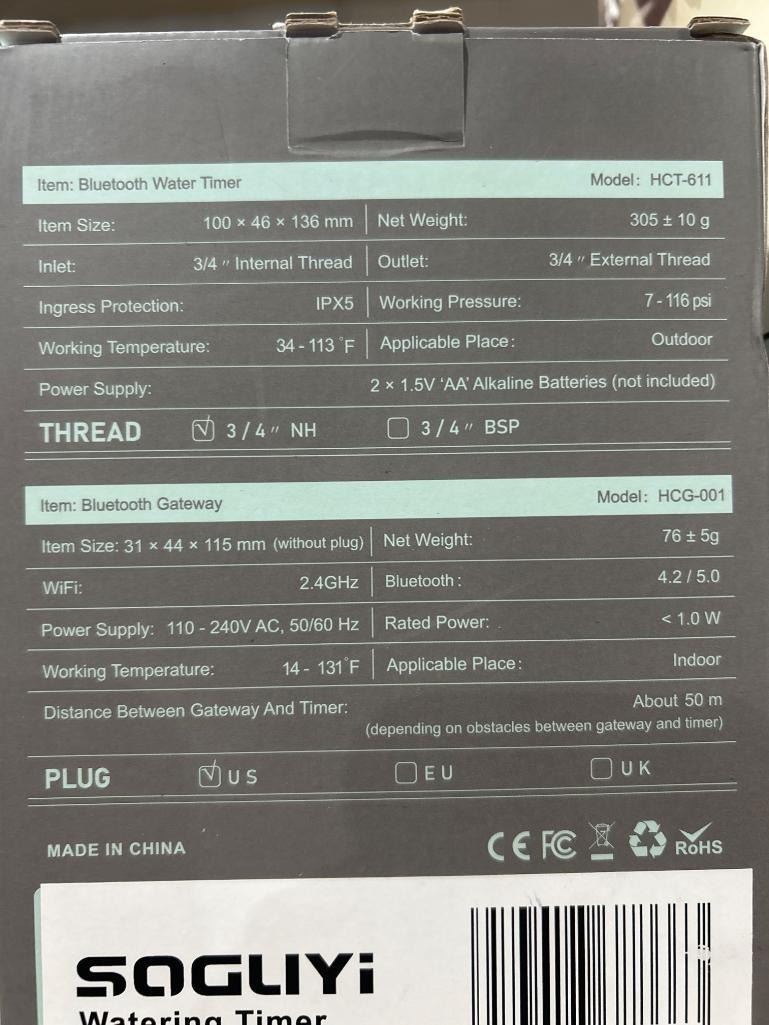 Item: Bluetooth Water Timer Model: HCT-611
Item Size: 100 × 46 × 136 mm Net Weight: 305 ± 10 g
Inlet: 3/4 〃 Internal Thread Outlet: 3/4 〃 External Thread
Ingress Protection: IPX5 Working Pressure: 7 - 116 psi
Working Temperature: 34 - 113 °F Applicable Place: Outdoor
Power Supply: 2 × 1.5V ‘AA’ Alkaline Batteries (not included)
THREAD ☑ 3/4〃 NH ☐ 3/4〃 BSP
Item: Bluetooth Gateway Model: HCG-001
Item Size: 31 × 44 × 115 mm (without plug) Net Weight: 76 ± 5g
WiFi: 2.4GHz Bluetooth: 4.2 / 5.0
Power Supply: 110 - 240V AC, 50/60 Hz Rated Power: < 1.0 W
Working Temperature: 14 - 131°F Applicable Place: Indoor
Distance Between Gateway And Timer: About 50 m
(depending on obstacles between gateway and timer)
PLUG ☑ US ☐ EU ☐ UK
MADE IN CHINA CE FC RoHS
SOGUYi
Watering Timer